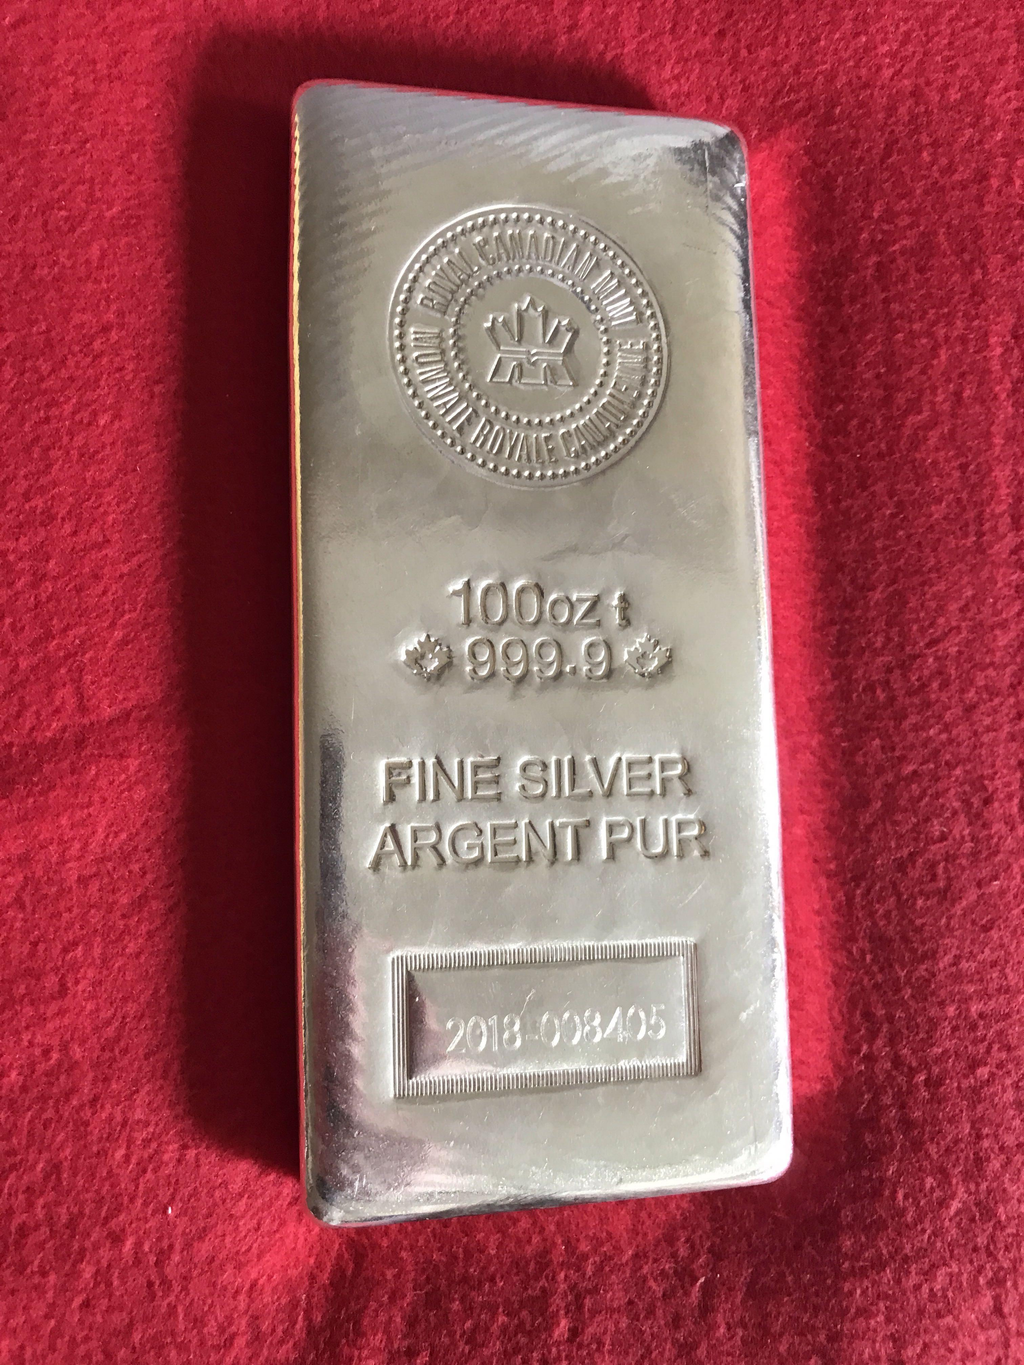 ROYAL CANADIAN MINT
MONNAIE ROYALE CANADIENNE
100oz t
999.9
FINE SILVER
ARGENT PUR
2018-008405